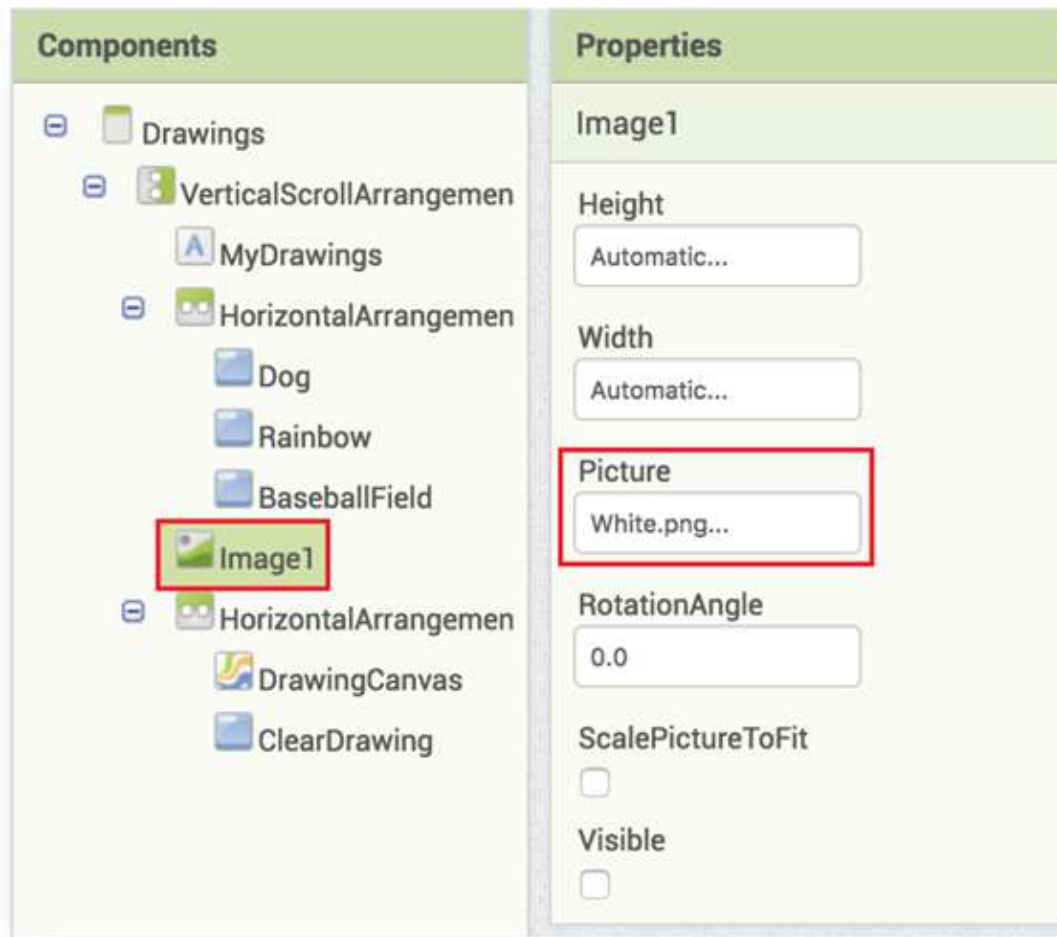 Components
Drawings
VerticalScrollArrangemen
A MyDrawings
HorizontalArrangemen
Dog
Rainbow
BaseballField
Image1
HorizontalArrangemen
DrawingCanvas
ClearDrawing
Properties
Image1
Height
Automatic...
Width
Automatic...
Picture
White.png...
RotationAngle
0.0
ScalePictureToFit
Visible